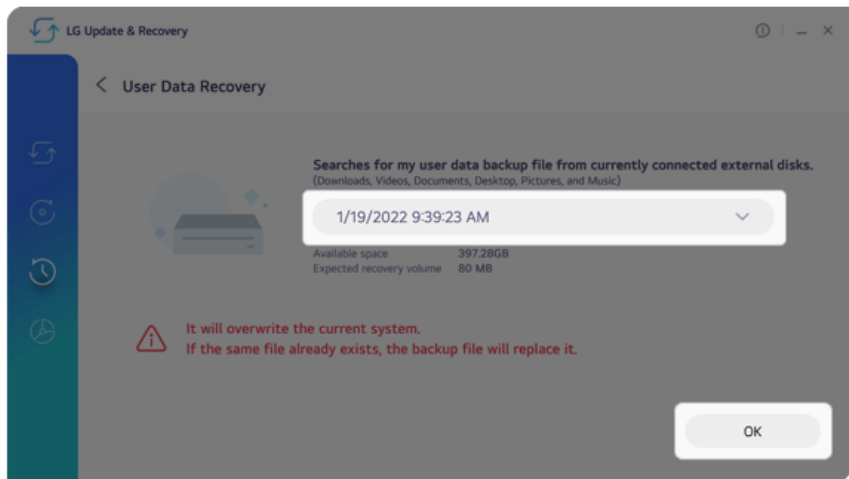 LG Update & Recovery
User Data Recovery
Searches for my user data backup file from currently connected external disks.
(Downloads, Videos, Documents, Desktop, Pictures, and Music)
1/19/2022 9:39:23 AM
Available space 397.28GB
Expected recovery volume 80 MB
It will overwrite the current system.
If the same file already exists, the backup file will replace it.
OK